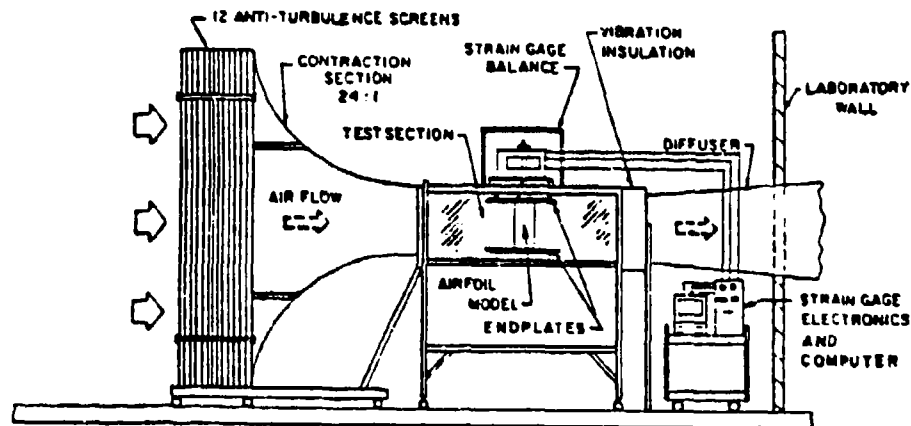 12 ANTI-TURBULENCE SCREENS
CONTRACTION
SECTION
24:1
TEST SECTION
STRAIN GAGE
BALANCE
VIBRATION
INSULATION
LABORATORY
WALL
DIFFUSER
AIR FLOW
AIRFOIL
MODEL
ENDPLATES
STRAIN GAGE
ELECTRONICS
AND
COMPUTER